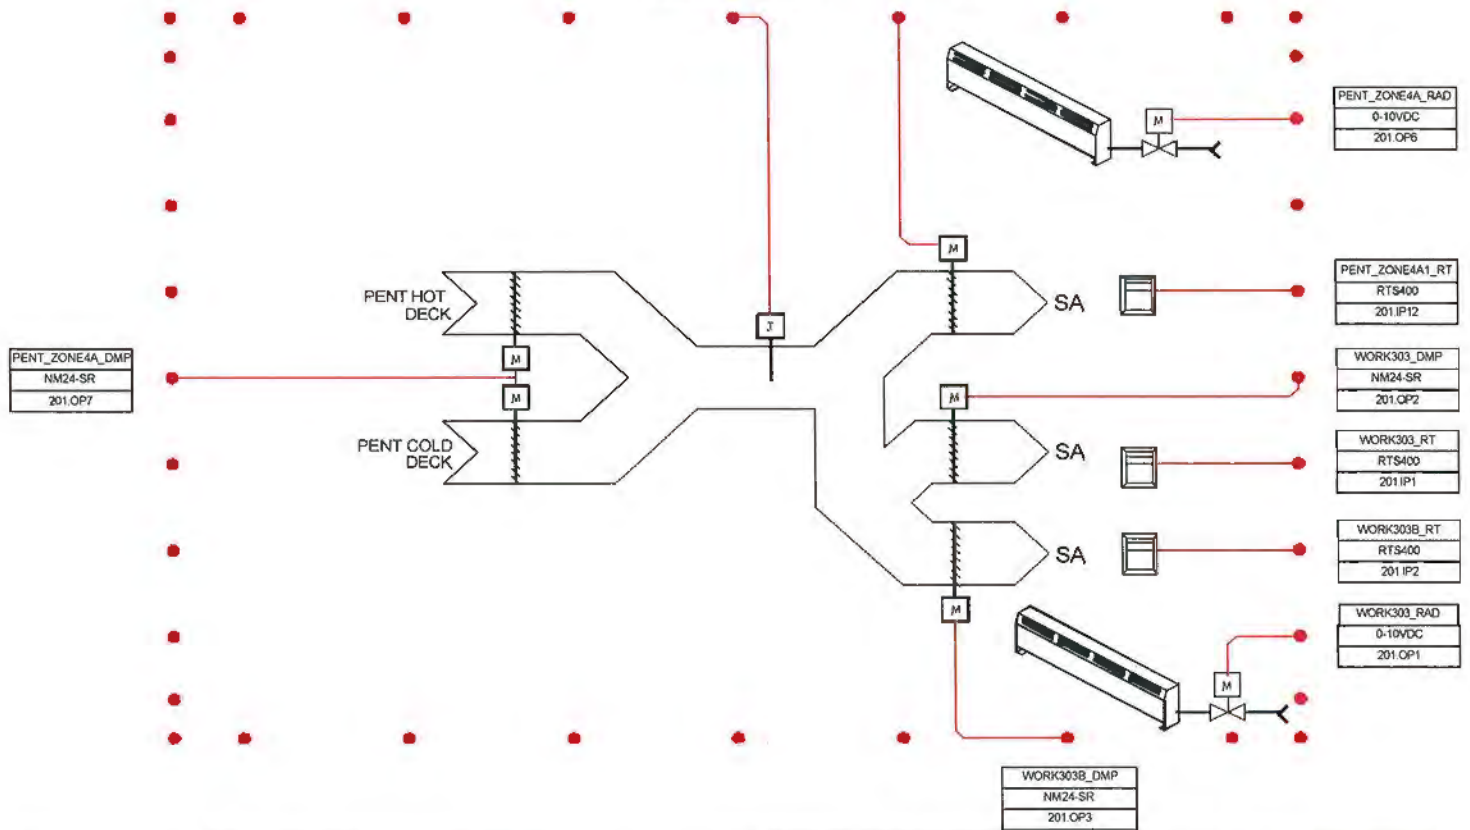 PENT_ZONE4A_RAD
0-10VDC
201.OP6
M
M
PENT_ZONE4A1_RT
RTS400
201.IP12
PENT HOT
DECK
SA
T
PENT_ZONE4A_DMP
NM24-SR
201.OP7
M
M
M
WORK303_DMP
NM24-SR
201.OP2
PENT COLD
DECK
SA
WORK303_RT
RTS400
201.IP1
SA
WORK303B_RT
RTS400
201.IP2
M
WORK303_RAD
0-10VDC
201.OP1
M
WORK303B_DMP
NM24-SR
201.OP3